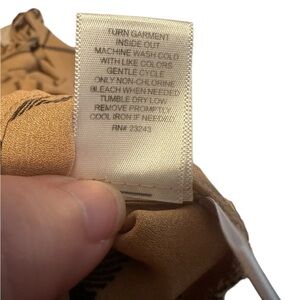 TURN GARMENT
INSIDE OUT
MACHINE WASH COLD
WITH LIKE COLORS
GENTLE CYCLE
ONLY NON-CHLORINE
BLEACH WHEN NEEDED
TUMBLE DRY LOW
REMOVE PROMPTLY
COOL IRON IF NEEDED
RN# 23243